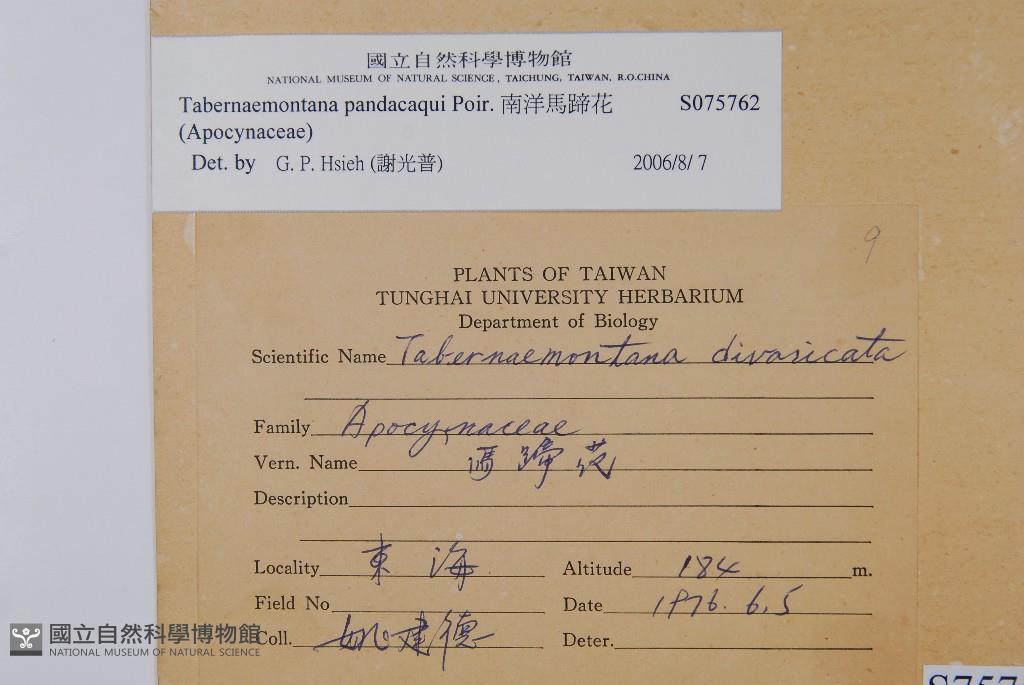 國立自然科學博物館
NATIONAL MUSEUM OF NATURAL SCIENCE, TAICHUNG, TAIWAN, R.O.CHINA
Tabernaemontana pandacaqui Poir. 南洋馬蹄花 S075762
(Apocynaceae)
Det. by G. P. Hsieh (謝光普) 2006/8/7
9
PLANTS OF TAIWAN
TUNGHAI UNIVERSITY HERBARIUM
Department of Biology
Scientific Name Tabernaemontana divaricata
Family Apocynaceae
Vern. Name 馬蹄花
Description
Locality 東海 Altitude 184 m.
Field No Date 1976.6.5
Coll. 姚建德 Deter.
國立自然科學博物館
NATIONAL MUSEUM OF NATURAL SCIENCE